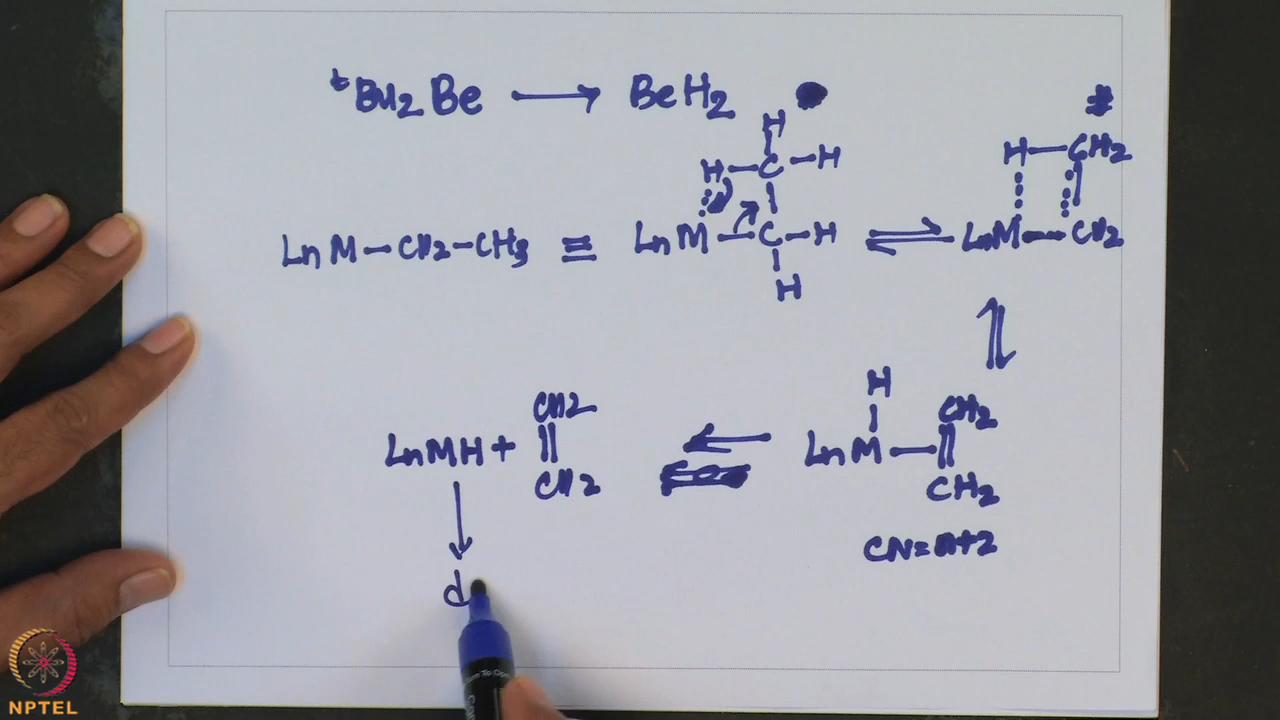 tBu2Be → BeH2
H
H–C–H
H–CH2
LnM–CH2–CH3 ≡ LnM–C–H ⇌ LnM–CH2
H
H
CH2 CH2
LnMH + || ← LnM–||
CH2 CH2
CN=n+2
d
NPTEL